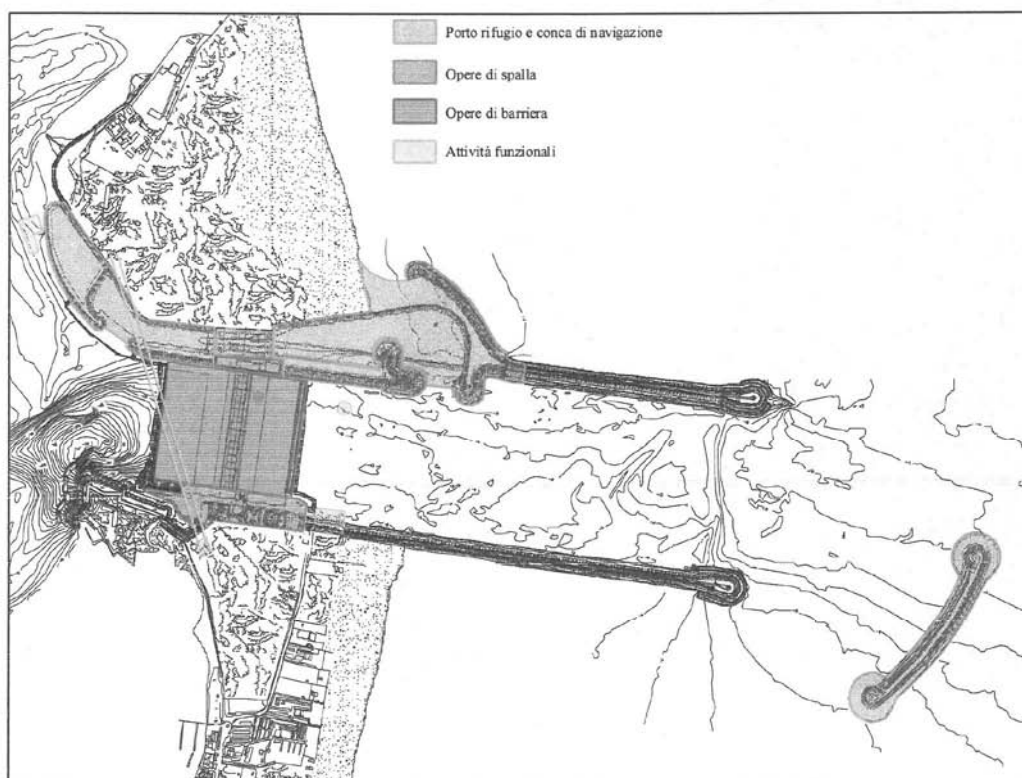 Porto rifugio e conca di navigazione
Opere di spalla
Opere di barriera
Attività funzionali